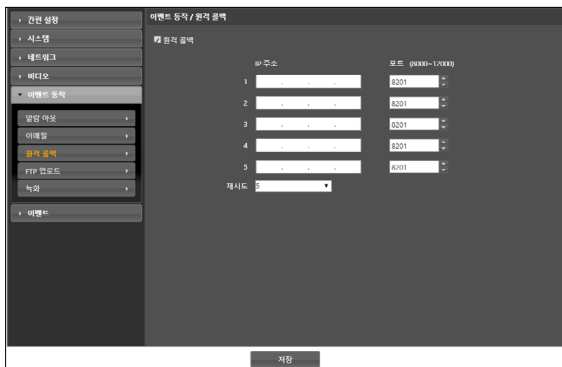 간편 설정
시스템
네트워크
비디오
이벤트 동작
알람 아웃
이메일
원격 콜백
FTP 업로드
녹화
이벤트
이벤트 동작 / 원격 콜백
원격 콜백
IP 주소 포트 (8000~12000)
1 . . . 8201
2 . . . 8201
3 . . . 8201
4 . . . 8201
5 . . . 8201
재시도 5
저장